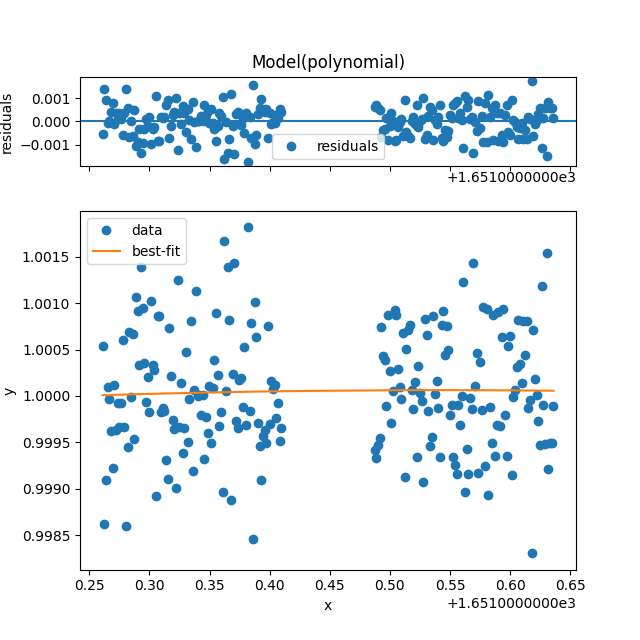 Model(polynomial)
0.001
0.000
−0.001
residuals
residuals
+1.6510000000e3
data
best-fit
1.0015
1.0010
1.0005
1.0000
0.9995
0.9990
0.9985
y
0.25 0.30 0.35 0.40 0.45 0.50 0.55 0.60 0.65
x
+1.6510000000e3